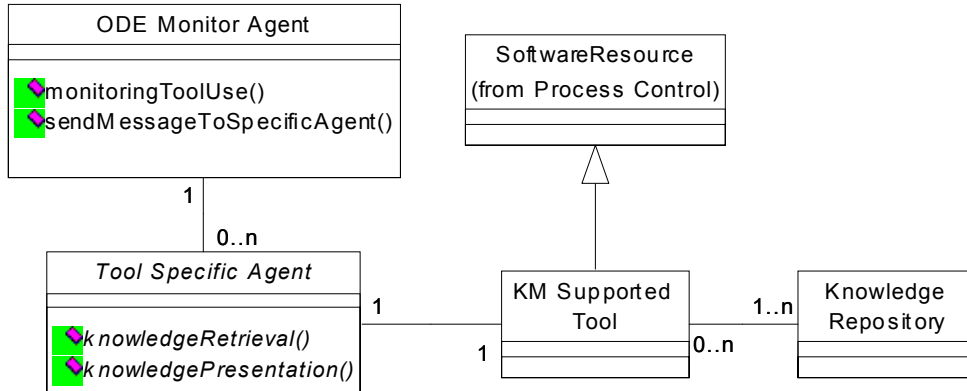 ODE Monitor Agent
monitoringToolUse()
sendMessageToSpecificAgent()
SoftwareResource
(from Process Control)
1
0..n
Tool Specific Agent
knowledgeRetrieval()
knowledgePresentation()
1
1
KM Supported
Tool
1..n
0..n
Knowledge
Repository